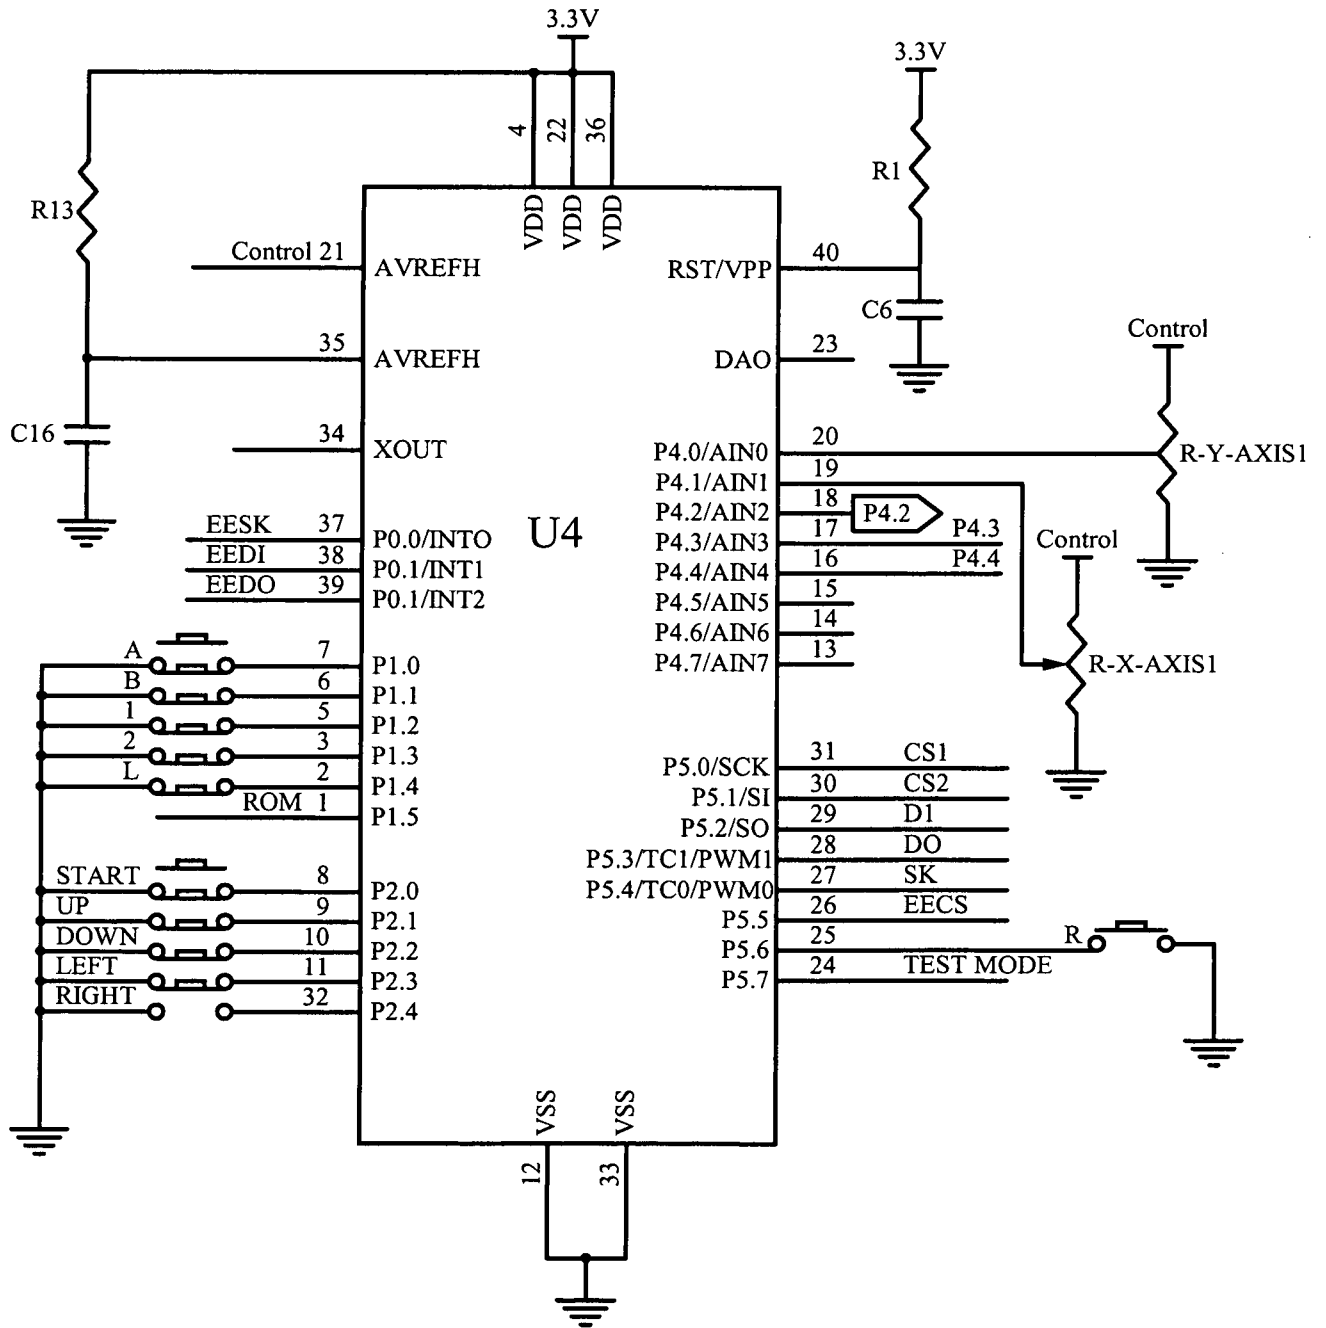 3.3V
3.3V
4
22
36
R1
R13
VDD
VDD
VDD
Control 21
AVREFH
RST/VPP
40
C6
Control
35
AVREFH
DAO
23
C16
34
XOUT
P4.0/AIN0
20
R-Y-AXIS1
P4.1/AIN1
19
P4.2/AIN2
18
P4.2
EESK
37
P0.0/INTO
U4
P4.3/AIN3
17
P4.3
Control
EEDI
38
P0.1/INT1
P4.4/AIN4
16
P4.4
EEDO
39
P0.1/INT2
P4.5/AIN5
15
P4.6/AIN6
14
A
7
P1.0
P4.7/AIN7
13
R-X-AXIS1
B
6
P1.1
1
5
P1.2
2
3
P1.3
P5.0/SCK
31
CS1
L
2
P1.4
P5.1/SI
30
CS2
ROM
1
P1.5
P5.2/SO
29
D1
P5.3/TC1/PWM1
28
DO
START
8
P2.0
P5.4/TC0/PWM0
27
SK
UP
9
P2.1
P5.5
26
EECS
DOWN
10
P2.2
P5.6
25
R
LEFT
11
P2.3
P5.7
24
TEST MODE
RIGHT
32
P2.4
VSS
VSS
12
33